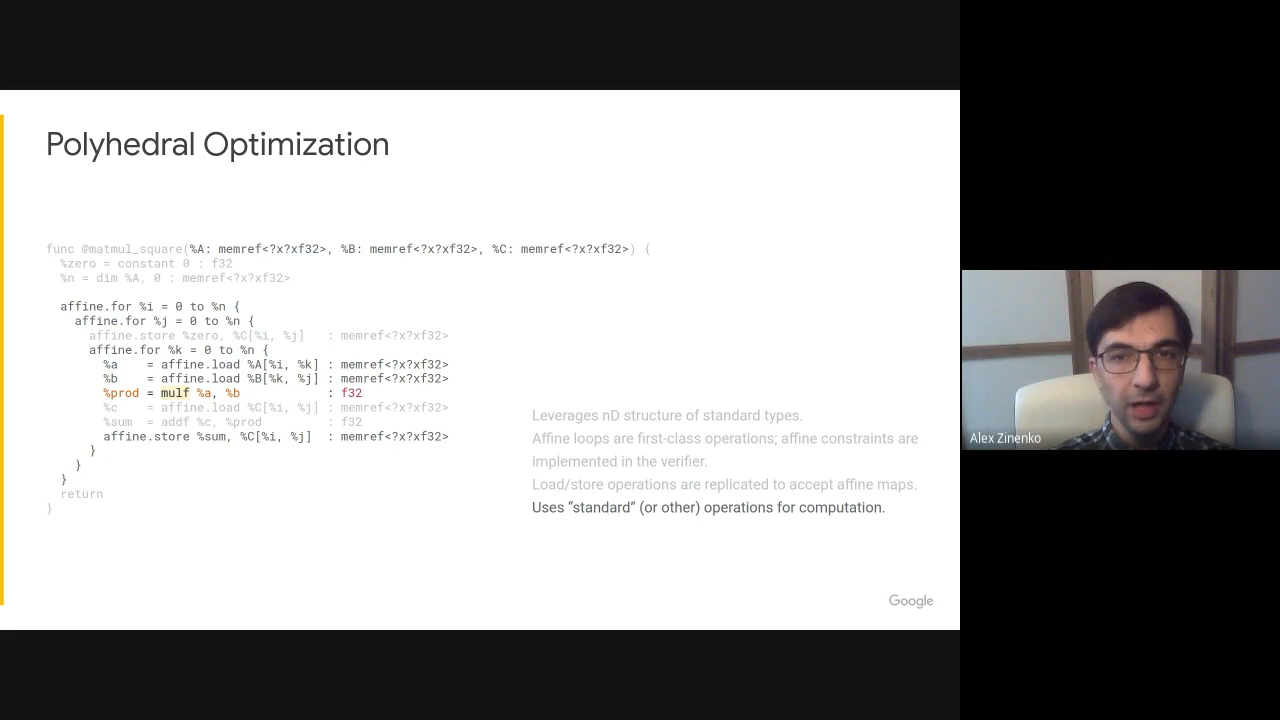 Polyhedral Optimization
func @matmul_square(%A: memref<?x?xf32>, %B: memref<?x?xf32>, %C: memref<?x?xf32>) {
%zero = constant 0 : f32
%n = dim %A, 0 : memref<?x?xf32>
affine.for %i = 0 to %n {
affine.for %j = 0 to %n {
affine.store %zero, %C[%i, %j] : memref<?x?xf32>
affine.for %k = 0 to %n {
%a = affine.load %A[%i, %k] : memref<?x?xf32>
%b = affine.load %B[%k, %j] : memref<?x?xf32>
%prod = mulf %a, %b : f32
%c = affine.load %C[%i, %j] : memref<?x?xf32>
%sum = addf %c, %prod : f32
affine.store %sum, %C[%i, %j] : memref<?x?xf32>
}
}
}
return
}
Leverages nD structure of standard types.
Affine loops are first-class operations; affine constraints are
implemented in the verifier.
Load/store operations are replicated to accept affine maps.
Uses “standard” (or other) operations for computation.
Google
Alex Zinenko